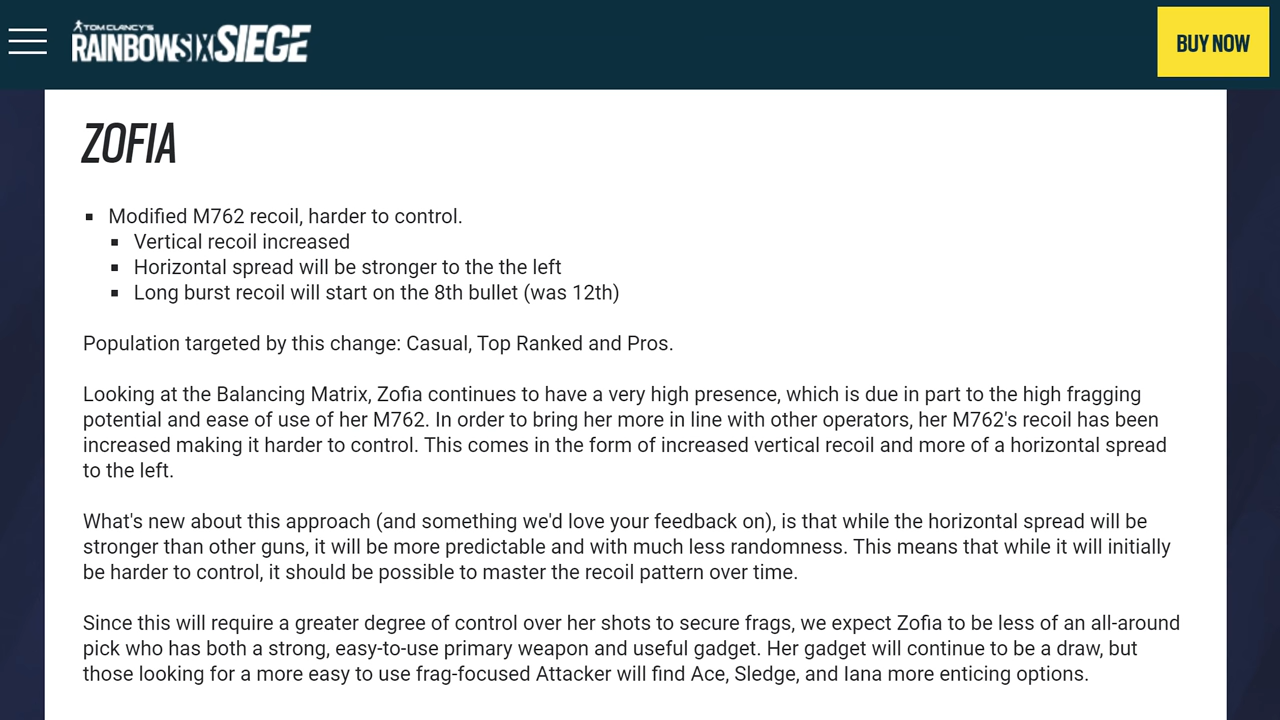 TOM CLANCY'S
RAINBOWSIX SIEGE
BUY NOW
ZOFIA
▪ Modified M762 recoil, harder to control.
▪ Vertical recoil increased
▪ Horizontal spread will be stronger to the the left
▪ Long burst recoil will start on the 8th bullet (was 12th)
Population targeted by this change: Casual, Top Ranked and Pros.
Looking at the Balancing Matrix, Zofia continues to have a very high presence, which is due in part to the high fragging
potential and ease of use of her M762. In order to bring her more in line with other operators, her M762's recoil has been
increased making it harder to control. This comes in the form of increased vertical recoil and more of a horizontal spread
to the left.
What's new about this approach (and something we'd love your feedback on), is that while the horizontal spread will be
stronger than other guns, it will be more predictable and with much less randomness. This means that while it will initially
be harder to control, it should be possible to master the recoil pattern over time.
Since this will require a greater degree of control over her shots to secure frags, we expect Zofia to be less of an all-around
pick who has both a strong, easy-to-use primary weapon and useful gadget. Her gadget will continue to be a draw, but
those looking for a more easy to use frag-focused Attacker will find Ace, Sledge, and Iana more enticing options.